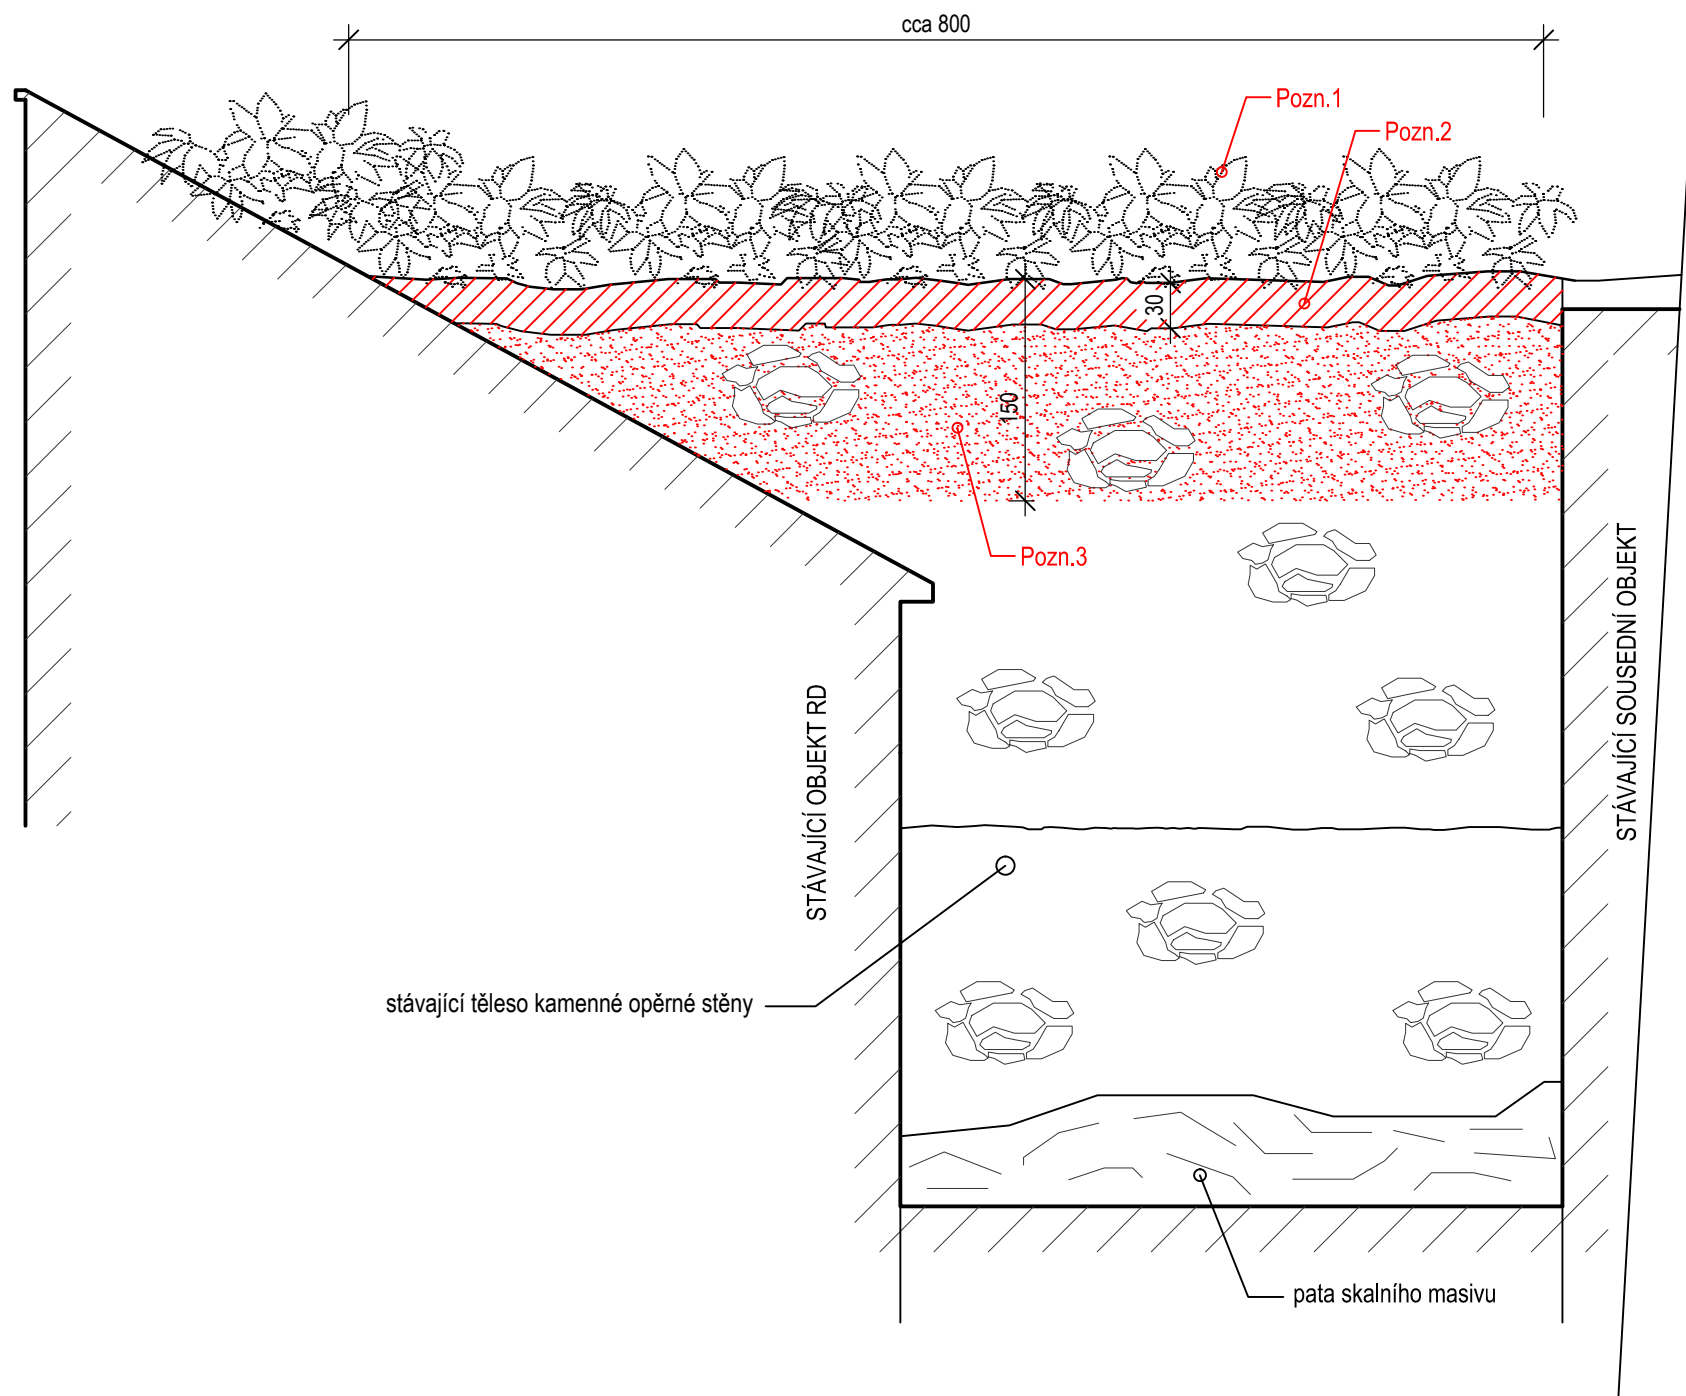 cca 800
Pozn.1
Pozn.2
30
150
Pozn.3
STÁVAJÍCÍ OBJEKT RD
STÁVAJÍCÍ SOUSEDNÍ OBJEKT
stávající těleso kamenné opěrné stěny
pata skalního masivu